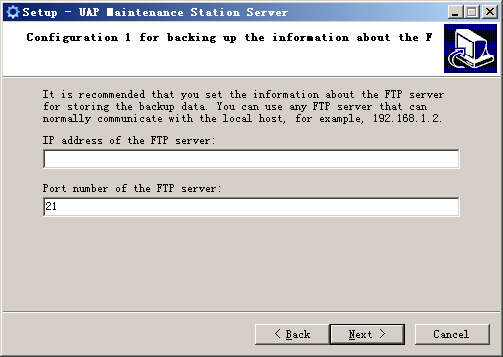 Setup - UAP Maintenance Station Server
Configuration 1 for backing up the information about the F
It is recommended that you set the information about the FTP server
for storing the backup data. You can use any FTP server that can
normally communicate with the local host, for example, 192.168.1.2.
IP address of the FTP server:
Port number of the FTP server:
21
< Back
Next >
Cancel